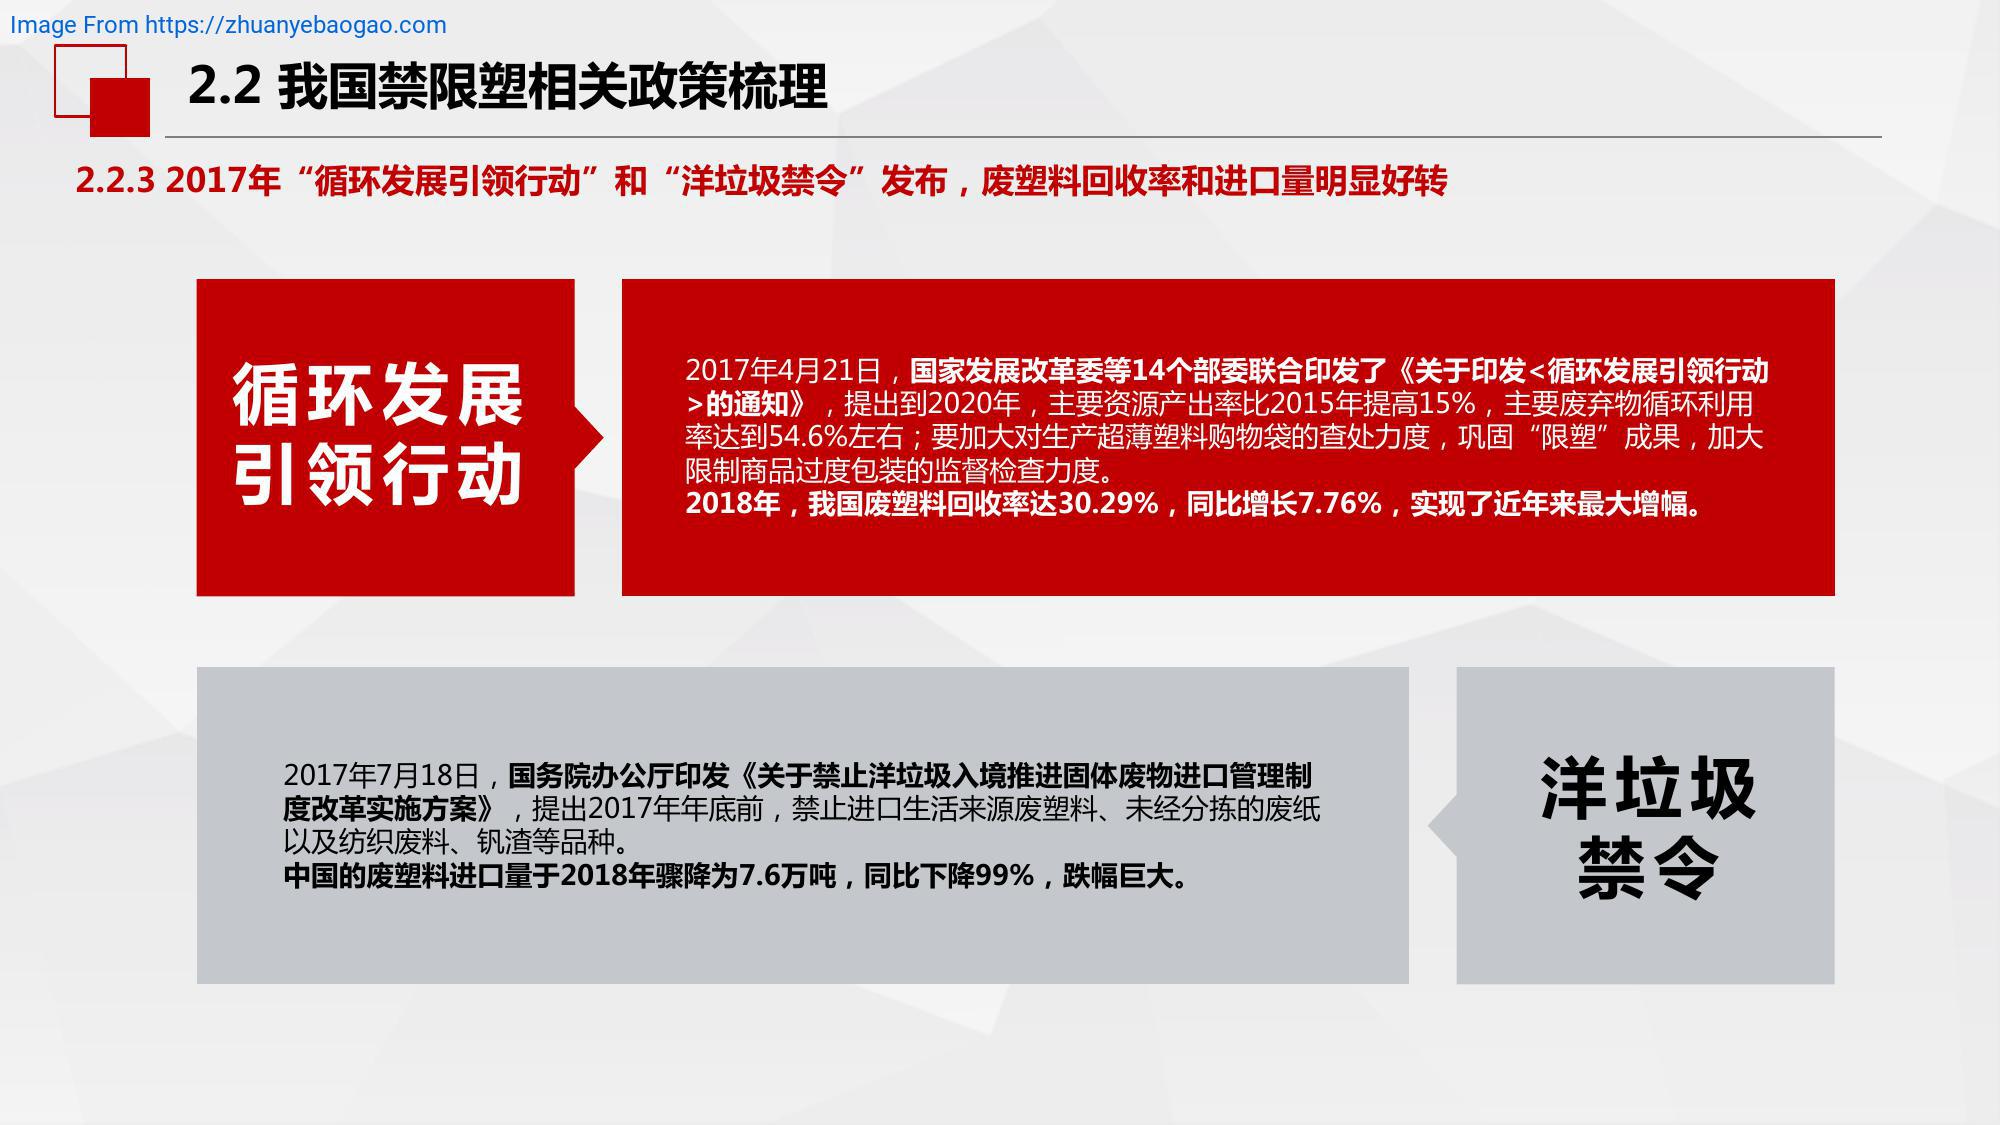 Image From https://zhuanyebaogao.com
2.2 我国禁限塑相关政策梳理
2.2.3 2017年“循环发展引领行动”和“洋垃圾禁令”发布，废塑料回收率和进口量明显好转
循环发展
引领行动
2017年4月21日，国家发展改革委等14个部委联合印发了《关于印发<循环发展引领行动
>的通知》，提出到2020年，主要资源产出率比2015年提高15%，主要废弃物循环利用
率达到54.6%左右；要加大对生产超薄塑料购物袋的查处力度，巩固“限塑”成果，加大
限制商品过度包装的监督检查力度。
2018年，我国废塑料回收率达30.29%，同比增长7.76%，实现了近年来最大增幅。
2017年7月18日，国务院办公厅印发《关于禁止洋垃圾入境推进固体废物进口管理制
度改革实施方案》，提出2017年年底前，禁止进口生活来源废塑料、未经分拣的废纸
以及纺织废料、钒渣等品种。
中国的废塑料进口量于2018年骤降为7.6万吨，同比下降99%，跌幅巨大。
洋垃圾
禁令